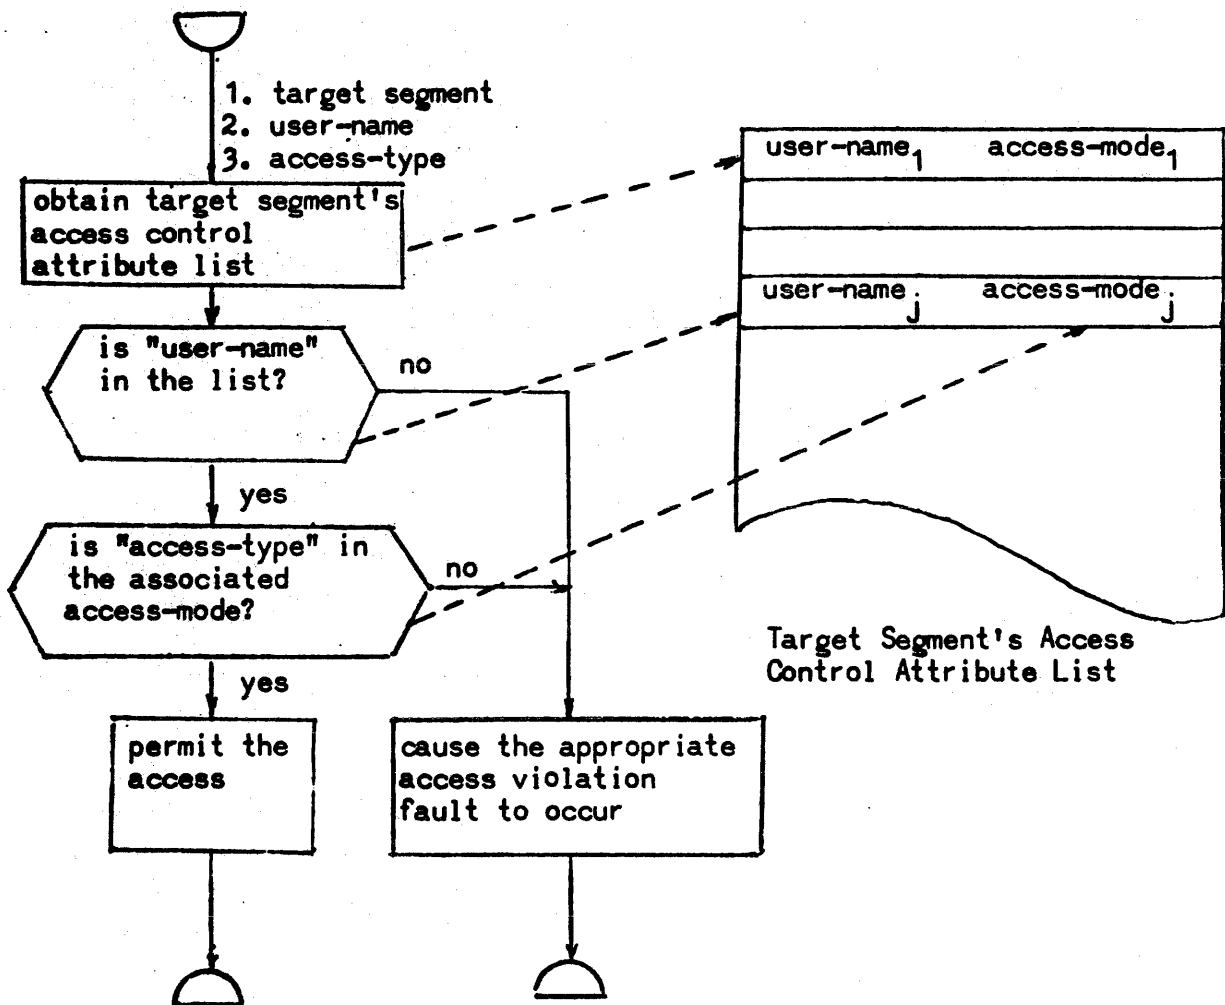 1. target segment
2. user-name
3. access-type
obtain target segment's
access control
attribute list
is "user-name"
in the list?
no
yes
is "access-type" in
the associated
access-mode?
no
yes
permit the
access
cause the appropriate
access violation
fault to occur
user-name₁ access-mode₁
user-nameⱼ access-modeⱼ
Target Segment's Access
Control Attribute List